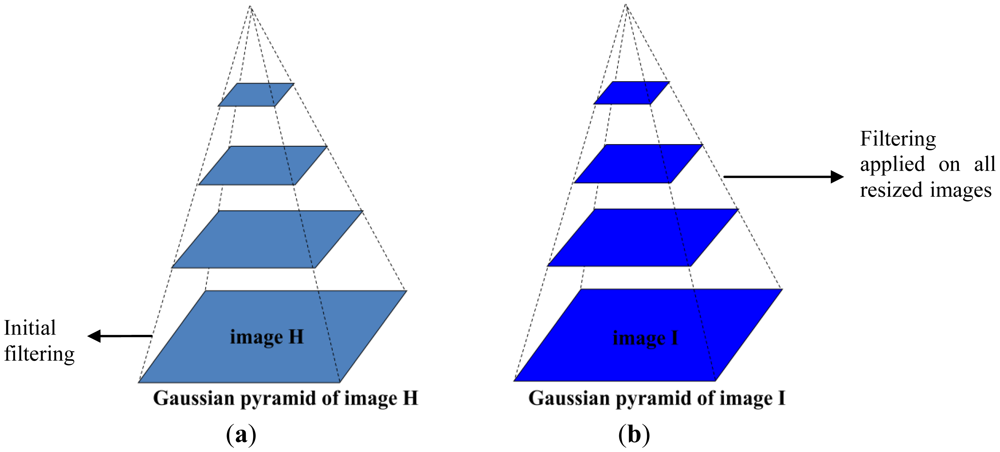 Initial
filtering
image H
Gaussian pyramid of image H
(a)
image I
Gaussian pyramid of image I
(b)
Filtering
applied on all
resized images